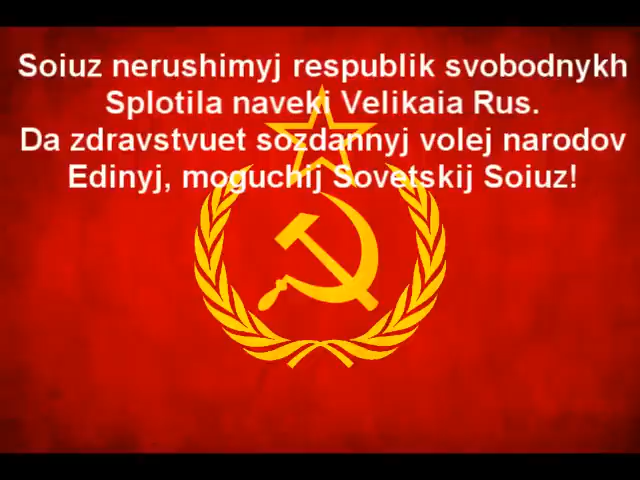 Soiuz nerushimyj respublik svobodnykh
Splotila naveki Velikaia Rus.
Da zdravstvuet sozdannyj volej narodov
Edinyj, moguchij Sovetskij Soiuz!